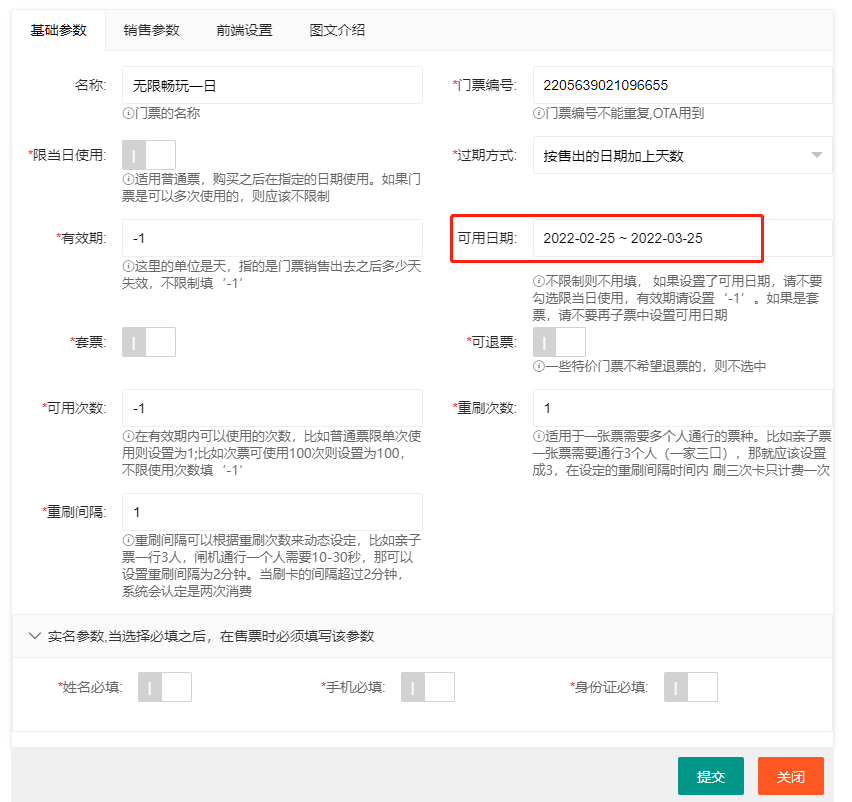 基础参数 销售参数 前端设置 图文介绍
名称: 无限畅玩一日 *门票编号: 2205639021096655
门票的名称 门票编号不能重复,OTA用到
*限当日使用: *过期方式: 按售出的日期加上天数
适用普通票，购买之后在指定的日期使用。如果门
票是可以多次使用的，则应该不限制
*有效期: -1 可用日期: 2022-02-25 ~ 2022-03-25
这里的单位是天，指的是门票销售出去之后多少天
失效，不限制填‘-1’
不限制则不用填， 如果设置了可用日期，请不要
勾选限当日使用，有效期请设置‘-1’。如果是套
票，请不要再子票中设置可用日期
*套票: *可退票:
一些特价门票不希望退票的，则不选中
*可用次数: -1 *重刷次数: 1
在有效期内可以使用的次数，比如普通票限单次使
用则设置为1;比如次票可使用100次则设置为100，
不限使用次数填‘-1’
适用于一张票需要多个人通行的票种。比如亲子票
一张票需要通行3个人（一家三口），那就应该设置
成3，在设定的重刷间隔时间内 刷三次卡只计费一次
*重刷间隔: 1
重刷间隔可以根据重刷次数来动态设定，比如亲子
票一行3人，闸机通行一个人需要10-30秒，那可以
设置重刷间隔为2分钟。当刷卡的间隔超过2分钟，
系统会认定是两次消费
实名参数,当选择必填之后，在售票时必须填写该参数
*姓名必填: *手机必填: *身份证必填:
提交 关闭